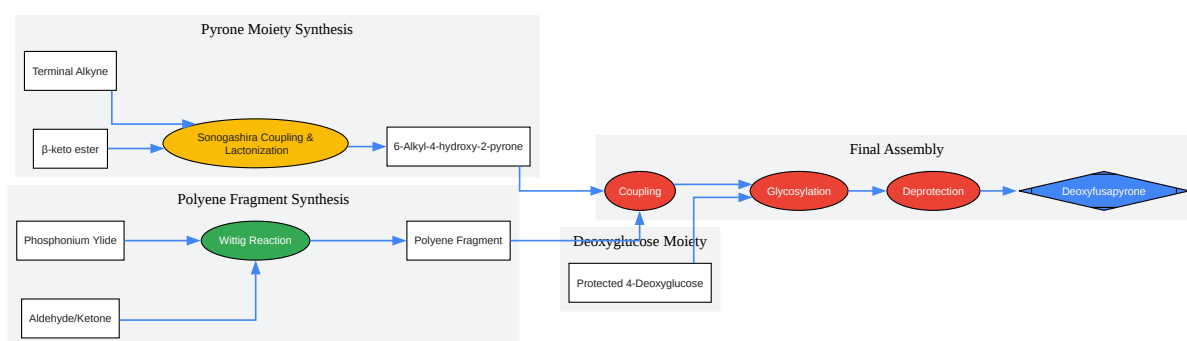 Pyrone Moiety Synthesis
Terminal Alkyne
β-keto ester
Sonogashira Coupling &
Lactonization
6-Alkyl-4-hydroxy-2-pyrone
Polyene Fragment Synthesis
Phosphonium Ylide
Wittig Reaction
Polyene Fragment
Aldehyde/Ketone
Deoxyglucose Moiety
Protected 4-Deoxyglucose
Final Assembly
Coupling
Glycosylation
Deprotection
Deoxyfusapyrone